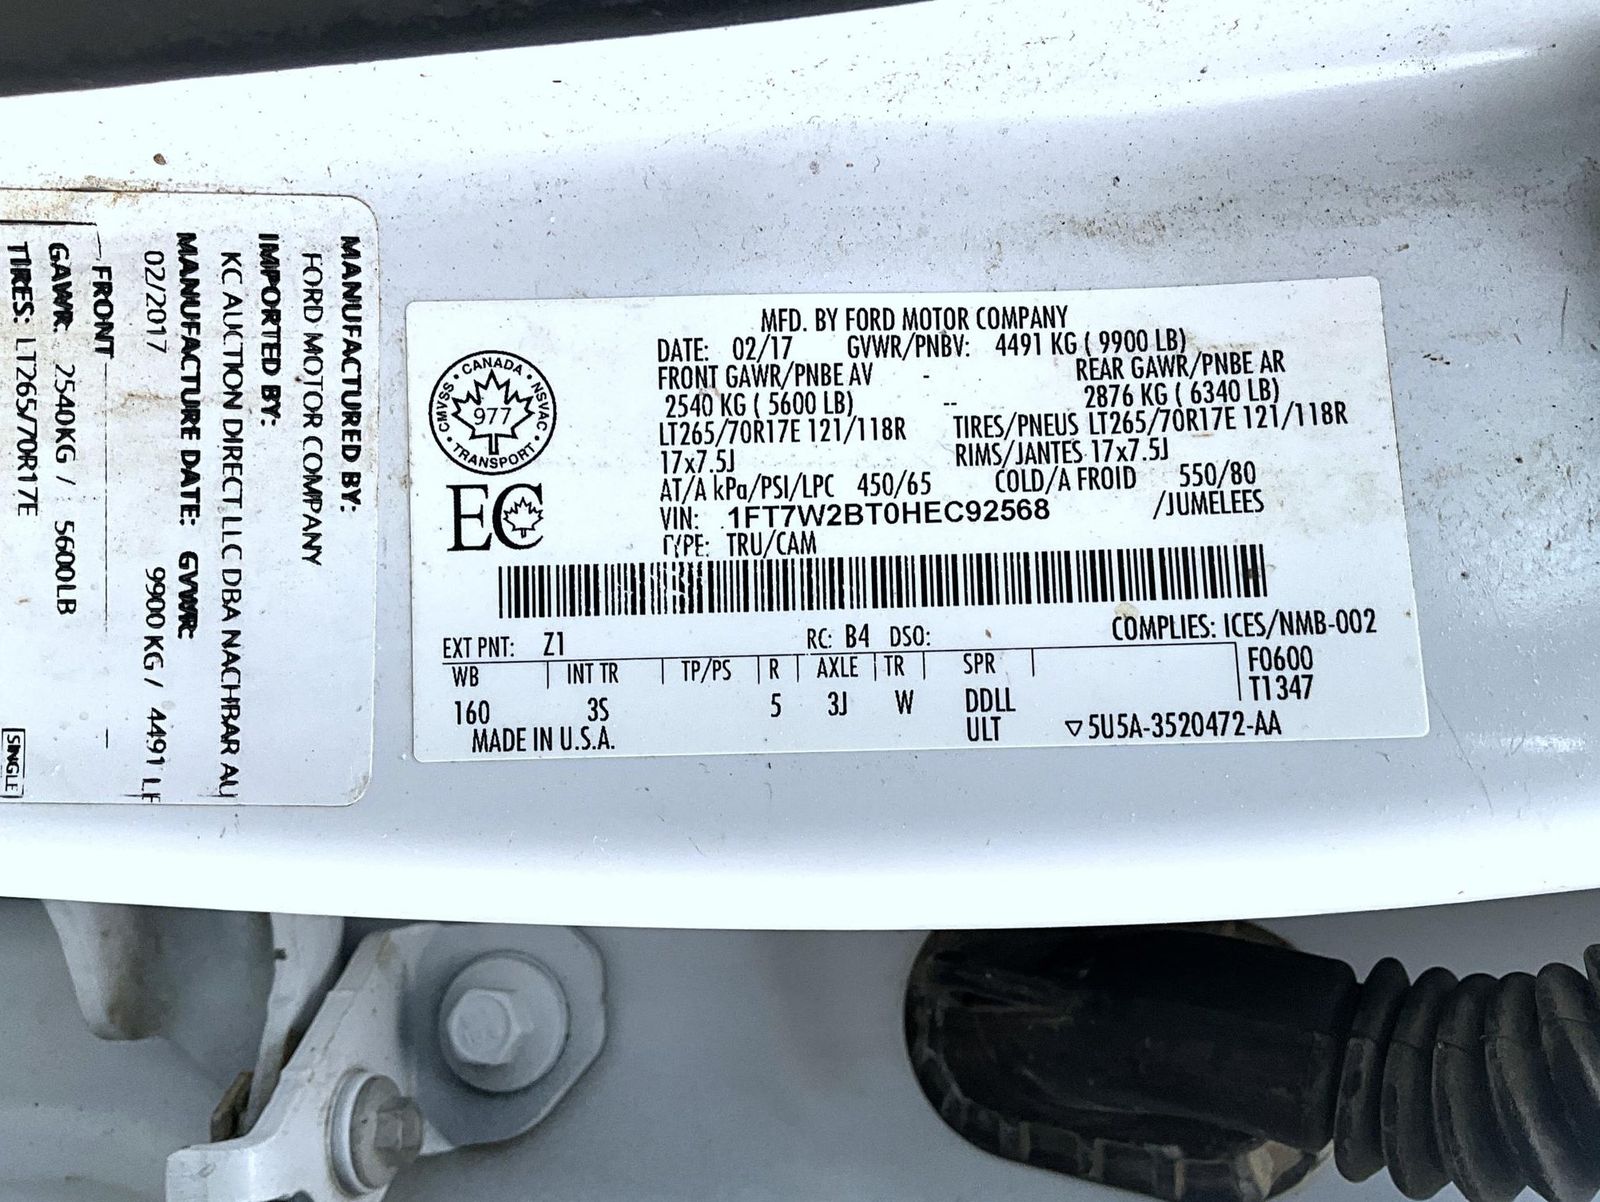 MANUFACTURED BY:
FORD MOTOR COMPANY
IMPORTED BY:
KC AUCTION DIRECT LLC DBA NACHBAR AU
MANUFACTURE DATE: GVWR:
02/2017 9900 KG / 4491 LE
FRONT
GAWR: 2540KG / 5600LB
TIRES: LT265/70R17E
SINGLE
MFD. BY FORD MOTOR COMPANY
DATE: 02/17 GVWR/PNBV: 4491 KG ( 9900 LB)
FRONT GAWR/PNBE AV - REAR GAWR/PNBE AR
2540 KG ( 5600 LB) -- 2876 KG ( 6340 LB)
LT265/70R17E 121/118R TIRES/PNEUS LT265/70R17E 121/118R
17x7.5J RIMS/JANTES 17x7.5J
AT/A kPa/PSI/LPC 450/65 COLD/A FROID 550/80
VIN: 1FT7W2BT0HEC92568 /JUMELEES
TYPE: TRU/CAM
CANADA
CMVSS
NSVAC
977
TRANSPORT
EC
EXT PNT: Z1 RC: B4 DSO: COMPLIES: ICES/NMB-002
WB INT TR TP/PS R AXLE TR SPR F0600
160 3S 5 3J W DDLL T1347
MADE IN U.S.A. ULT 5U5A-3520472-AA